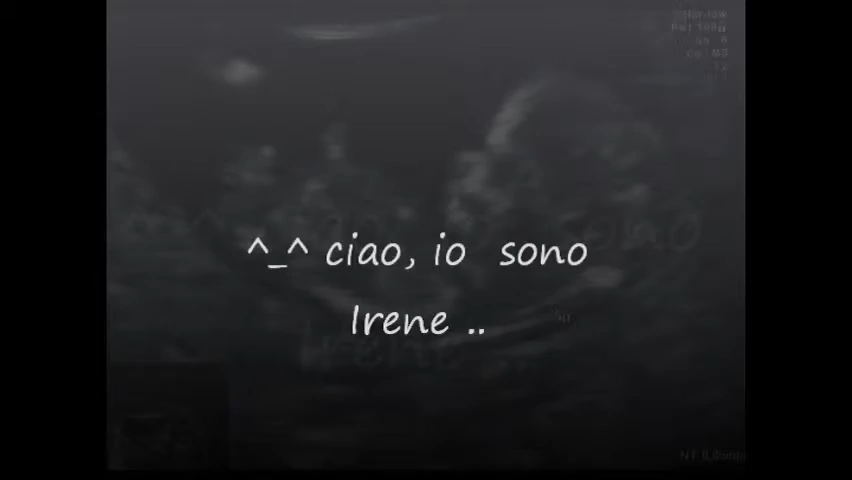 ^_^ ciao, io sono
Irene ..